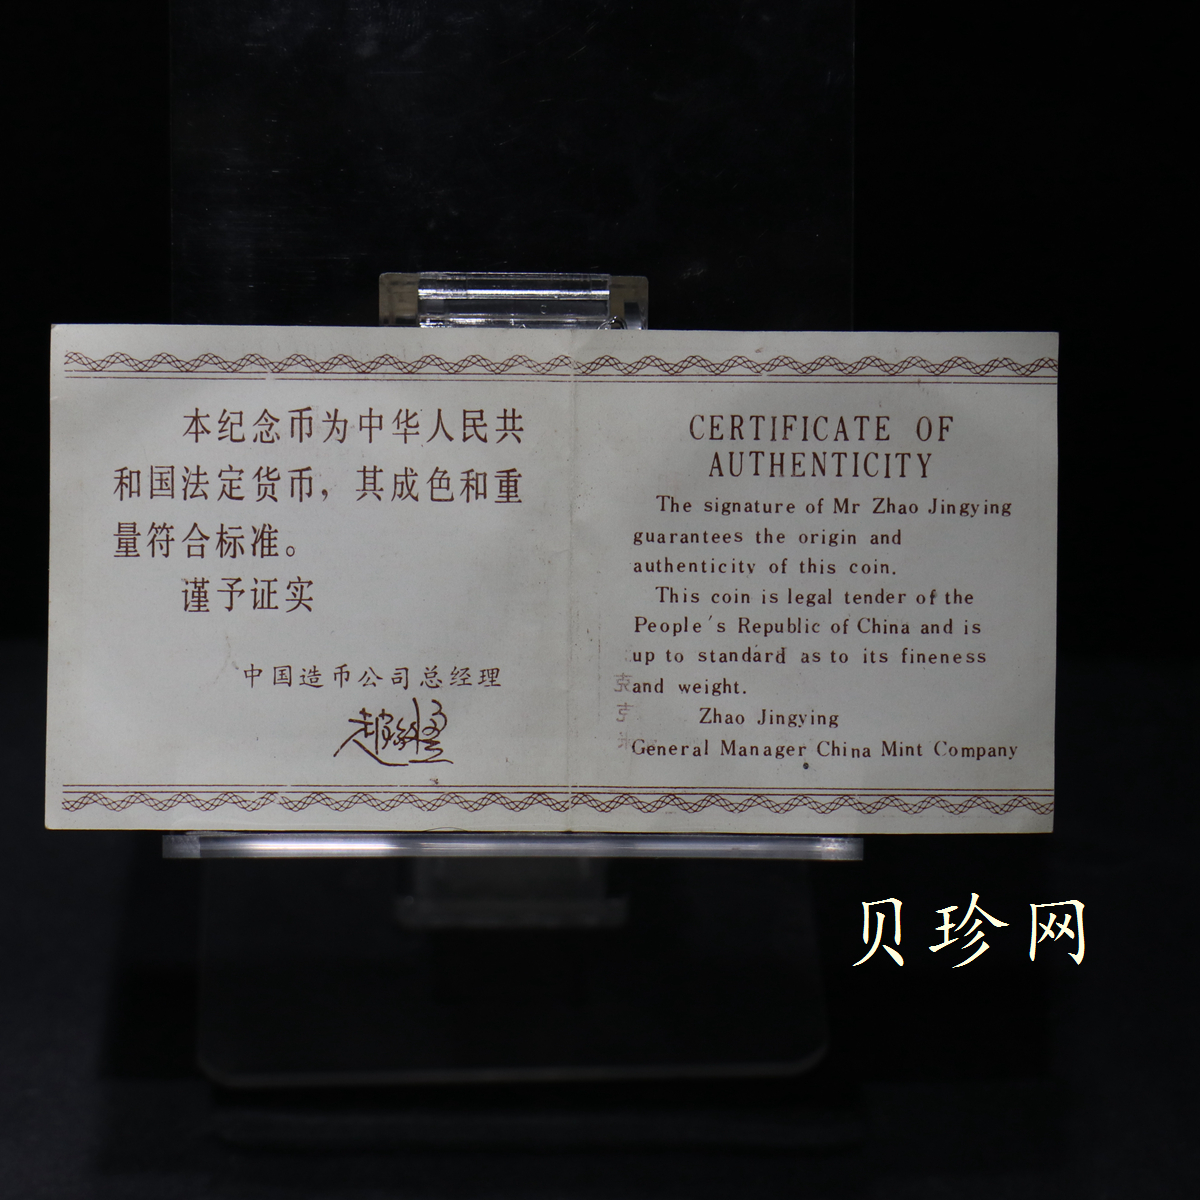 本纪念币为中华人民共
和国法定货币，其成色和重
量符合标准。
谨予证实
中国造币公司总经理
CERTIFICATE OF
AUTHENTICITY
The signature of Mr Zhao Jingying
guarantees the origin and
authenticity of this coin.
This coin is legal tender of the
People's Republic of China and is
up to standard as to its fineness
and weight.
Zhao Jingying
General Manager China Mint Company
贝珍网